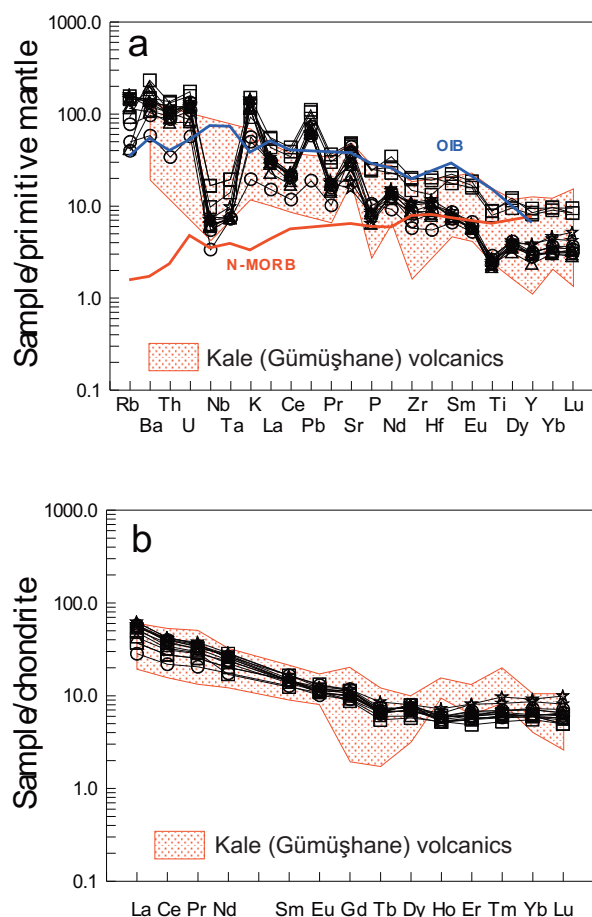 a
1000.0
100.0
10.0
1.0
0.1
Sample/primitive mantle
OIB
N-MORB
Kale (Gümüşhane) volcanics
Rb Th Nb K Ce Pr P Zr Sm Ti Y Lu
Ba U Ta La Pb Sr Nd Hf Eu Dy Yb
b
1000.0
100.0
10.0
1.0
0.1
Sample/chondrite
Kale (Gümüşhane) volcanics
La Ce Pr Nd Sm Eu Gd Tb Dy Ho Er Tm Yb Lu